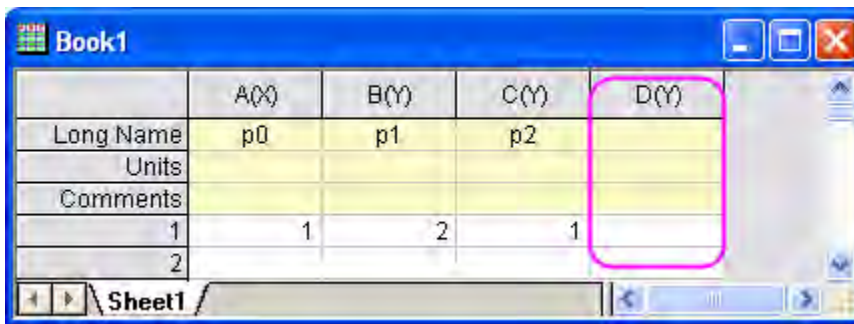 Book1
A(X) B(Y) C(Y) D(Y)
Long Name p0 p1 p2
Units
Comments
1 1 2 1
2
Sheet1